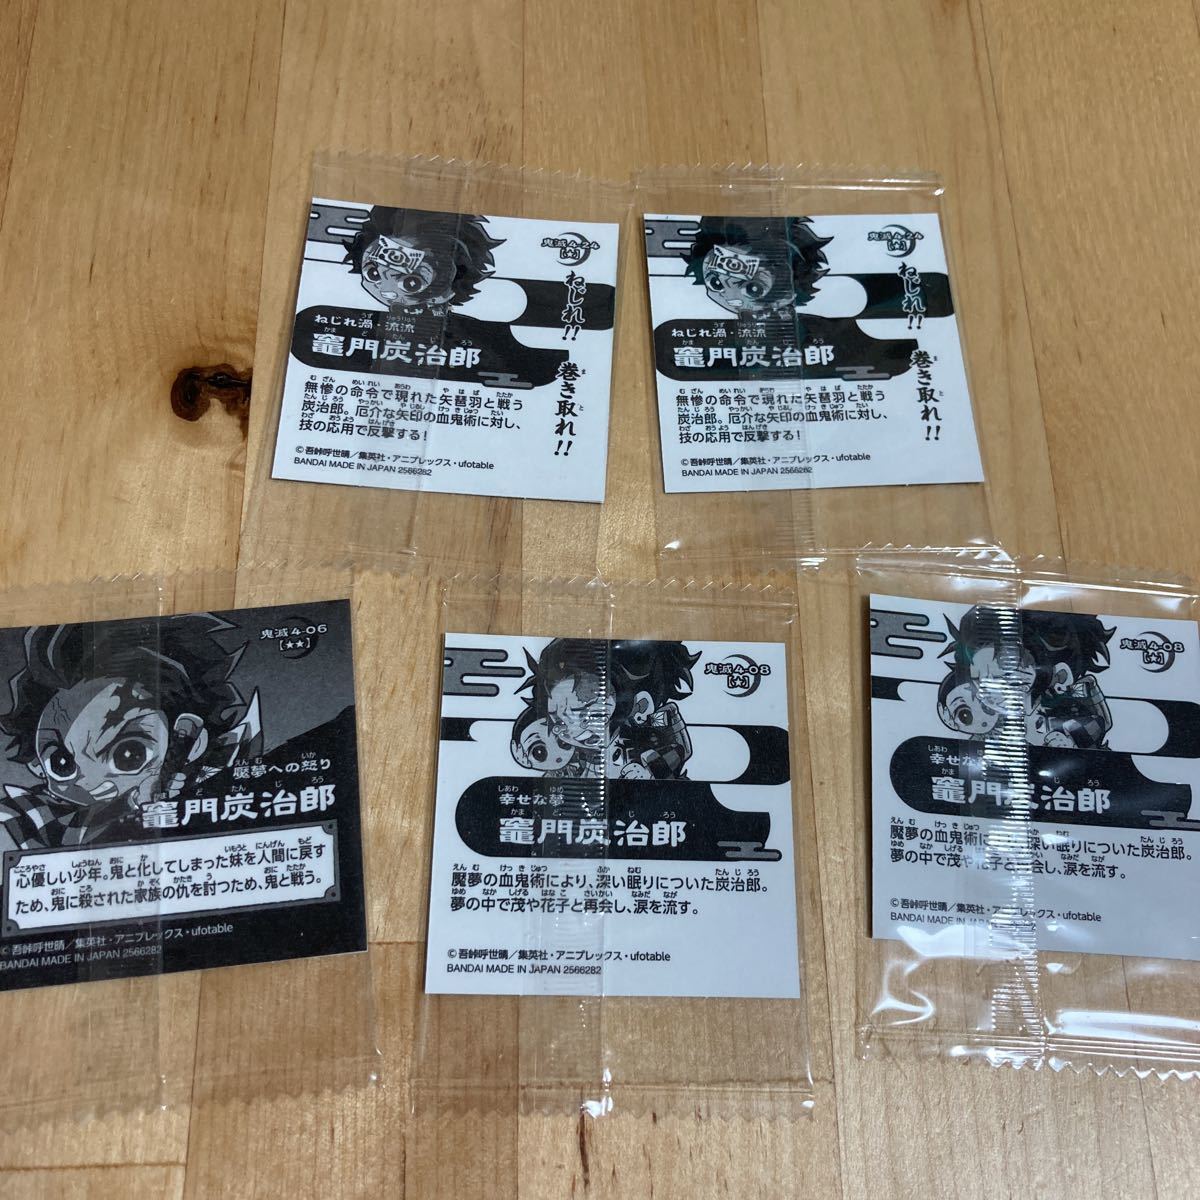 鬼滅4-24
[★]
ねじれ!! 巻き取れ!!
ねじれ渦・流流
竈門炭治郎
無惨の命令で現れた矢琶羽と戦う
炭治郎。厄介な矢印の血鬼術に対し、
技の応用で反撃する!
©吾峠呼世晴／集英社・アニプレックス・ufotable
BANDAI MADE IN JAPAN 2566282
鬼滅4-24
[★]
ねじれ!! 巻き取れ!!
ねじれ渦・流流
竈門炭治郎
無惨の命令で現れた矢琶羽と戦う
炭治郎。厄介な矢印の血鬼術に対し、
技の応用で反撃する!
©吾峠呼世晴／集英社・アニプレックス・ufotable
BANDAI MADE IN JAPAN 2566282
鬼滅4-06
[★★]
魘夢への怒り
竈門炭治郎
心優しい少年。鬼と化してしまった妹を人間に戻す
ため、鬼に殺された家族の仇を討つため、鬼と戦う。
©吾峠呼世晴／集英社・アニプレックス・ufotable
BANDAI MADE IN JAPAN 2566282
鬼滅4-08
[★]
幸せな夢
竈門炭治郎
魘夢の血鬼術により、深い眠りについた炭治郎。
夢の中で茂や花子と再会し、涙を流す。
©吾峠呼世晴／集英社・アニプレックス・ufotable
BANDAI MADE IN JAPAN 2566282
鬼滅4-08
[★]
幸せな
竈門炭治郎
魘夢の血鬼術に 深い眠りについた炭治郎。
夢の中で茂や花子と再会し、涙を流す。
©吾峠呼世晴／集英社・アニプレックス・ufotable
BANDAI MADE IN JAPAN